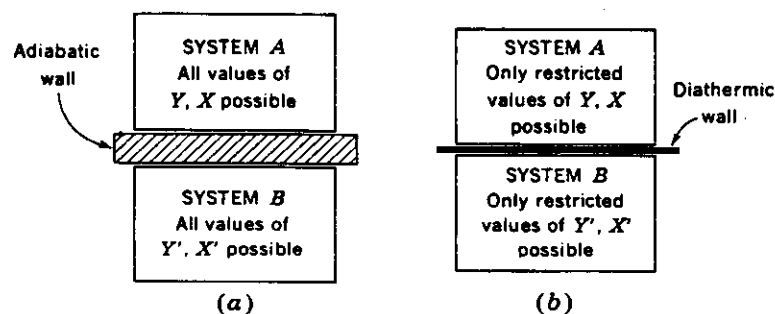 Adiabatic
wall
SYSTEM A
All values of
Y, X possible
SYSTEM B
All values of
Y', X' possible
(a)
SYSTEM A
Only restricted
values of Y, X
possible
Diathermic
wall
SYSTEM B
Only restricted
values of Y', X'
possible
(b)